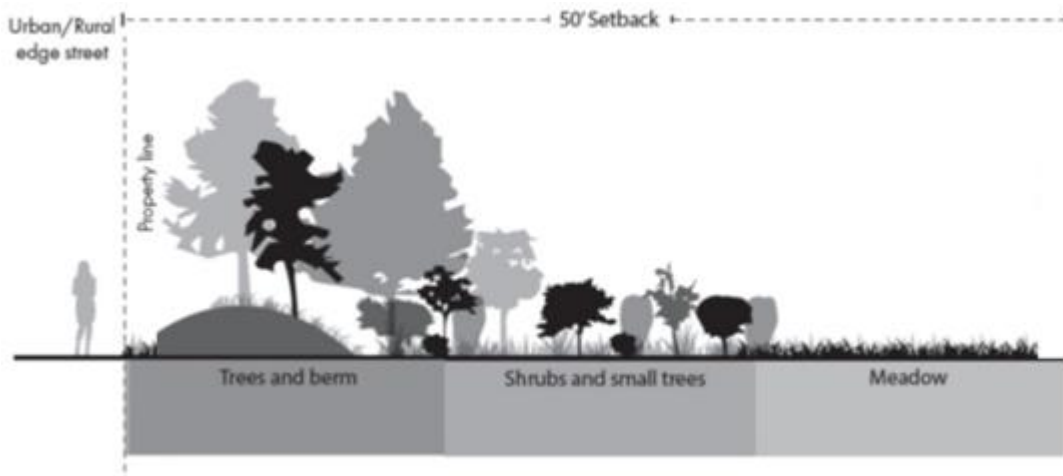 Urban/Rural
edge street
50' Setback
Property line
Trees and berm
Shrubs and small trees
Meadow